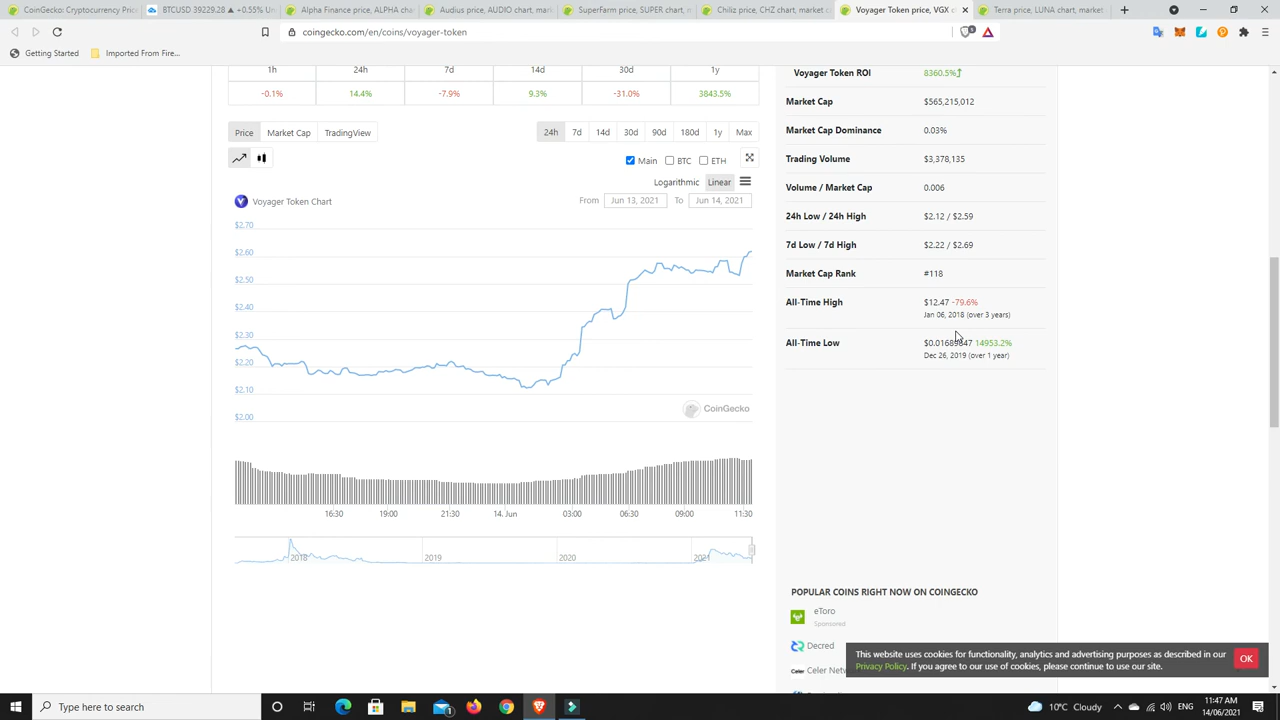 CoinGecko: Cryptocurrency Pric
BTCUSD 39229.28 ▲ +0.55% Un
Alpha Finance price, ALPHA cha
Audius price, AUDIO chart, mar
SuperFarm price, SUPER chart, m
Chiliz price, CHZ chart, market c
Voyager Token price, VGX c
Terra price, LUNA chart, market
coingecko.com/en/coins/voyager-token
Getting Started
Imported From Fire...
1h 24h 7d 14d 30d 1y
-0.1% 14.4% -7.9% 9.3% -31.0% 3843.5%
Price Market Cap TradingView
24h 7d 14d 30d 90d 180d 1y Max
Main BTC ETH
Logarithmic Linear
Voyager Token Chart
From Jun 13, 2021 To Jun 14, 2021
$2.70
$2.60
$2.50
$2.40
$2.30
$2.20
$2.10
$2.00
CoinGecko
16:30 19:00 21:30 14. Jun 03:00 06:30 09:00 11:30
2018 2019 2020 2021
Voyager Token ROI 8360.5%
Market Cap $565,215,012
Market Cap Dominance 0.03%
Trading Volume $3,378,135
Volume / Market Cap 0.006
24h Low / 24h High $2.12 / $2.59
7d Low / 7d High $2.22 / $2.69
Market Cap Rank #118
All-Time High $12.47 -79.6%
Jan 06, 2018 (over 3 years)
All-Time Low 14953.2%
Dec 26, 2019 (over 1 year)
POPULAR COINS RIGHT NOW ON COINGECKO
eToro
Sponsored
Decred
Celer Netw
This website uses cookies for functionality, analytics and advertising purposes as described in our
Privacy Policy. If you agree to our use of cookies, please continue to use our site.
OK
Type here to search
10°C Cloudy
ENG
11:47 AM
14/06/2021